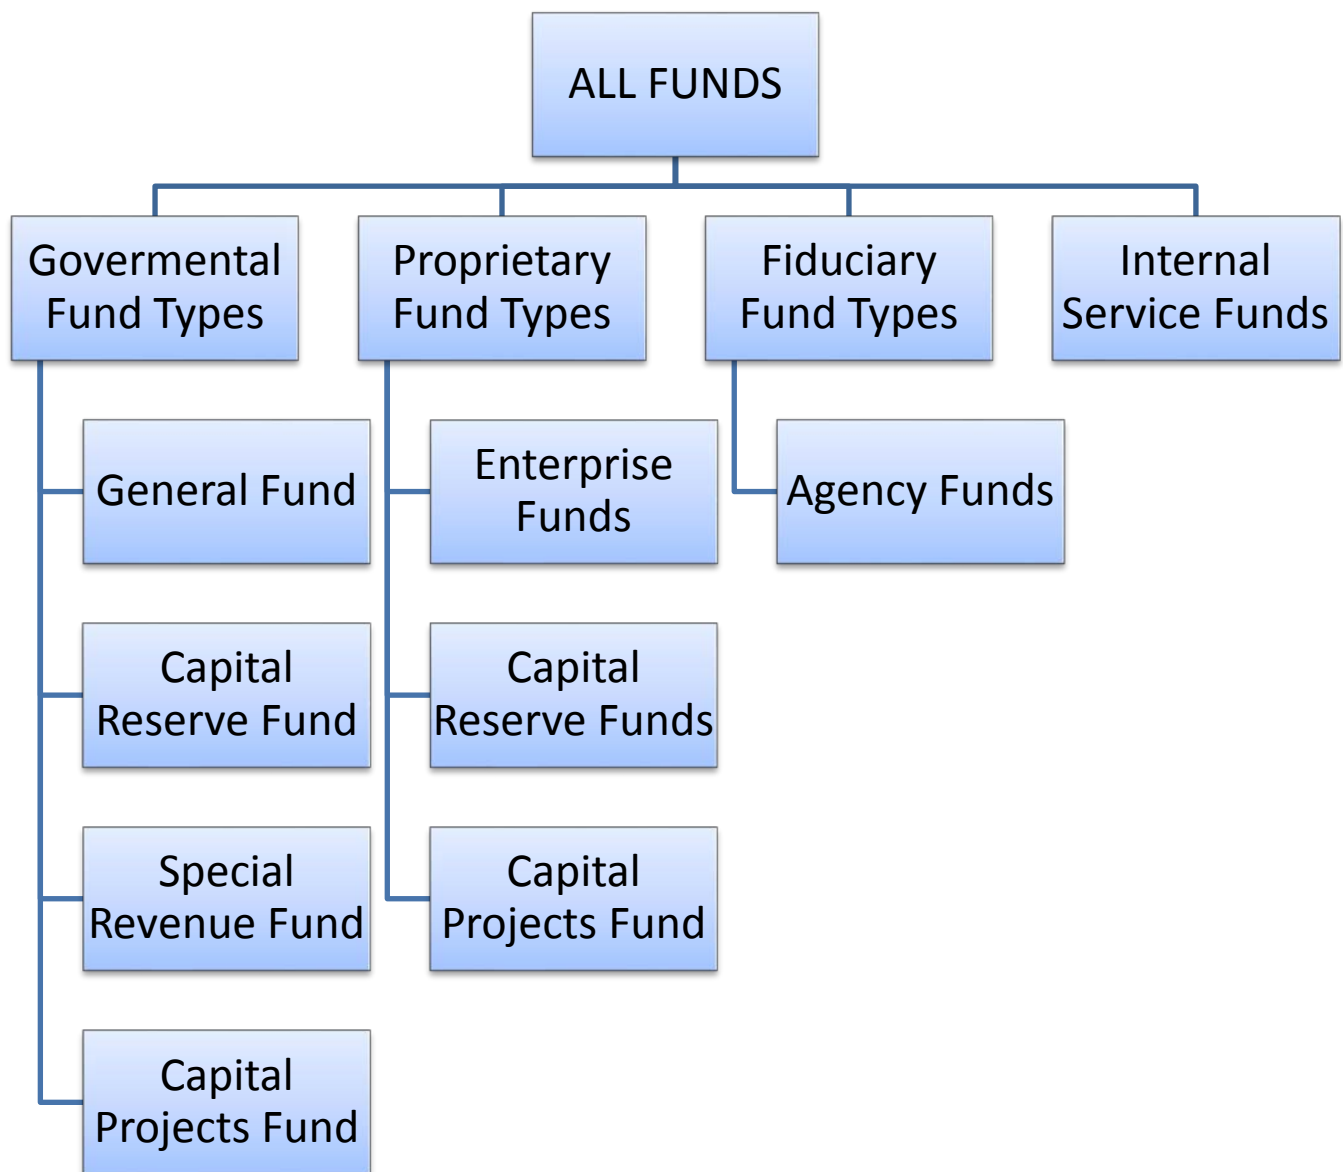 ALL FUNDS
Govermental
Fund Types
Proprietary
Fund Types
Fiduciary
Fund Types
Internal
Service Funds
General Fund
Enterprise
Funds
Agency Funds
Capital
Reserve Fund
Capital
Reserve Funds
Special
Revenue Fund
Capital
Projects Fund
Capital
Projects Fund